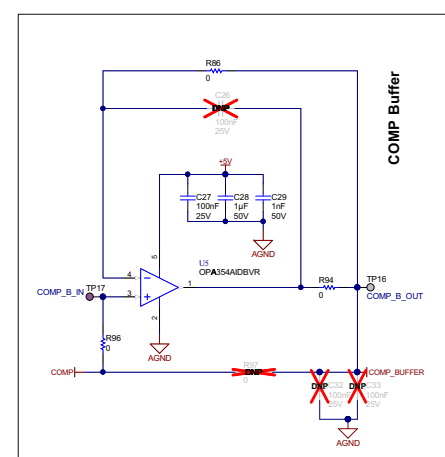 R86
0
C26
DNP
100nF
25V
COMP Buffer
+5V
C27
100nF
25V
C28
1µF
50V
C29
1nF
50V
AGND
U5
OPA354AIDBVR
5
4
3
1
2
COMP_B_IN
TP17
R94
0
TP16
COMP_B_OUT
R96
0
AGND
COMP
R97
DNP
0
DNP
C32
100nF
25V
DNP
C33
100nF
25V
COMP_BUFFER
AGND